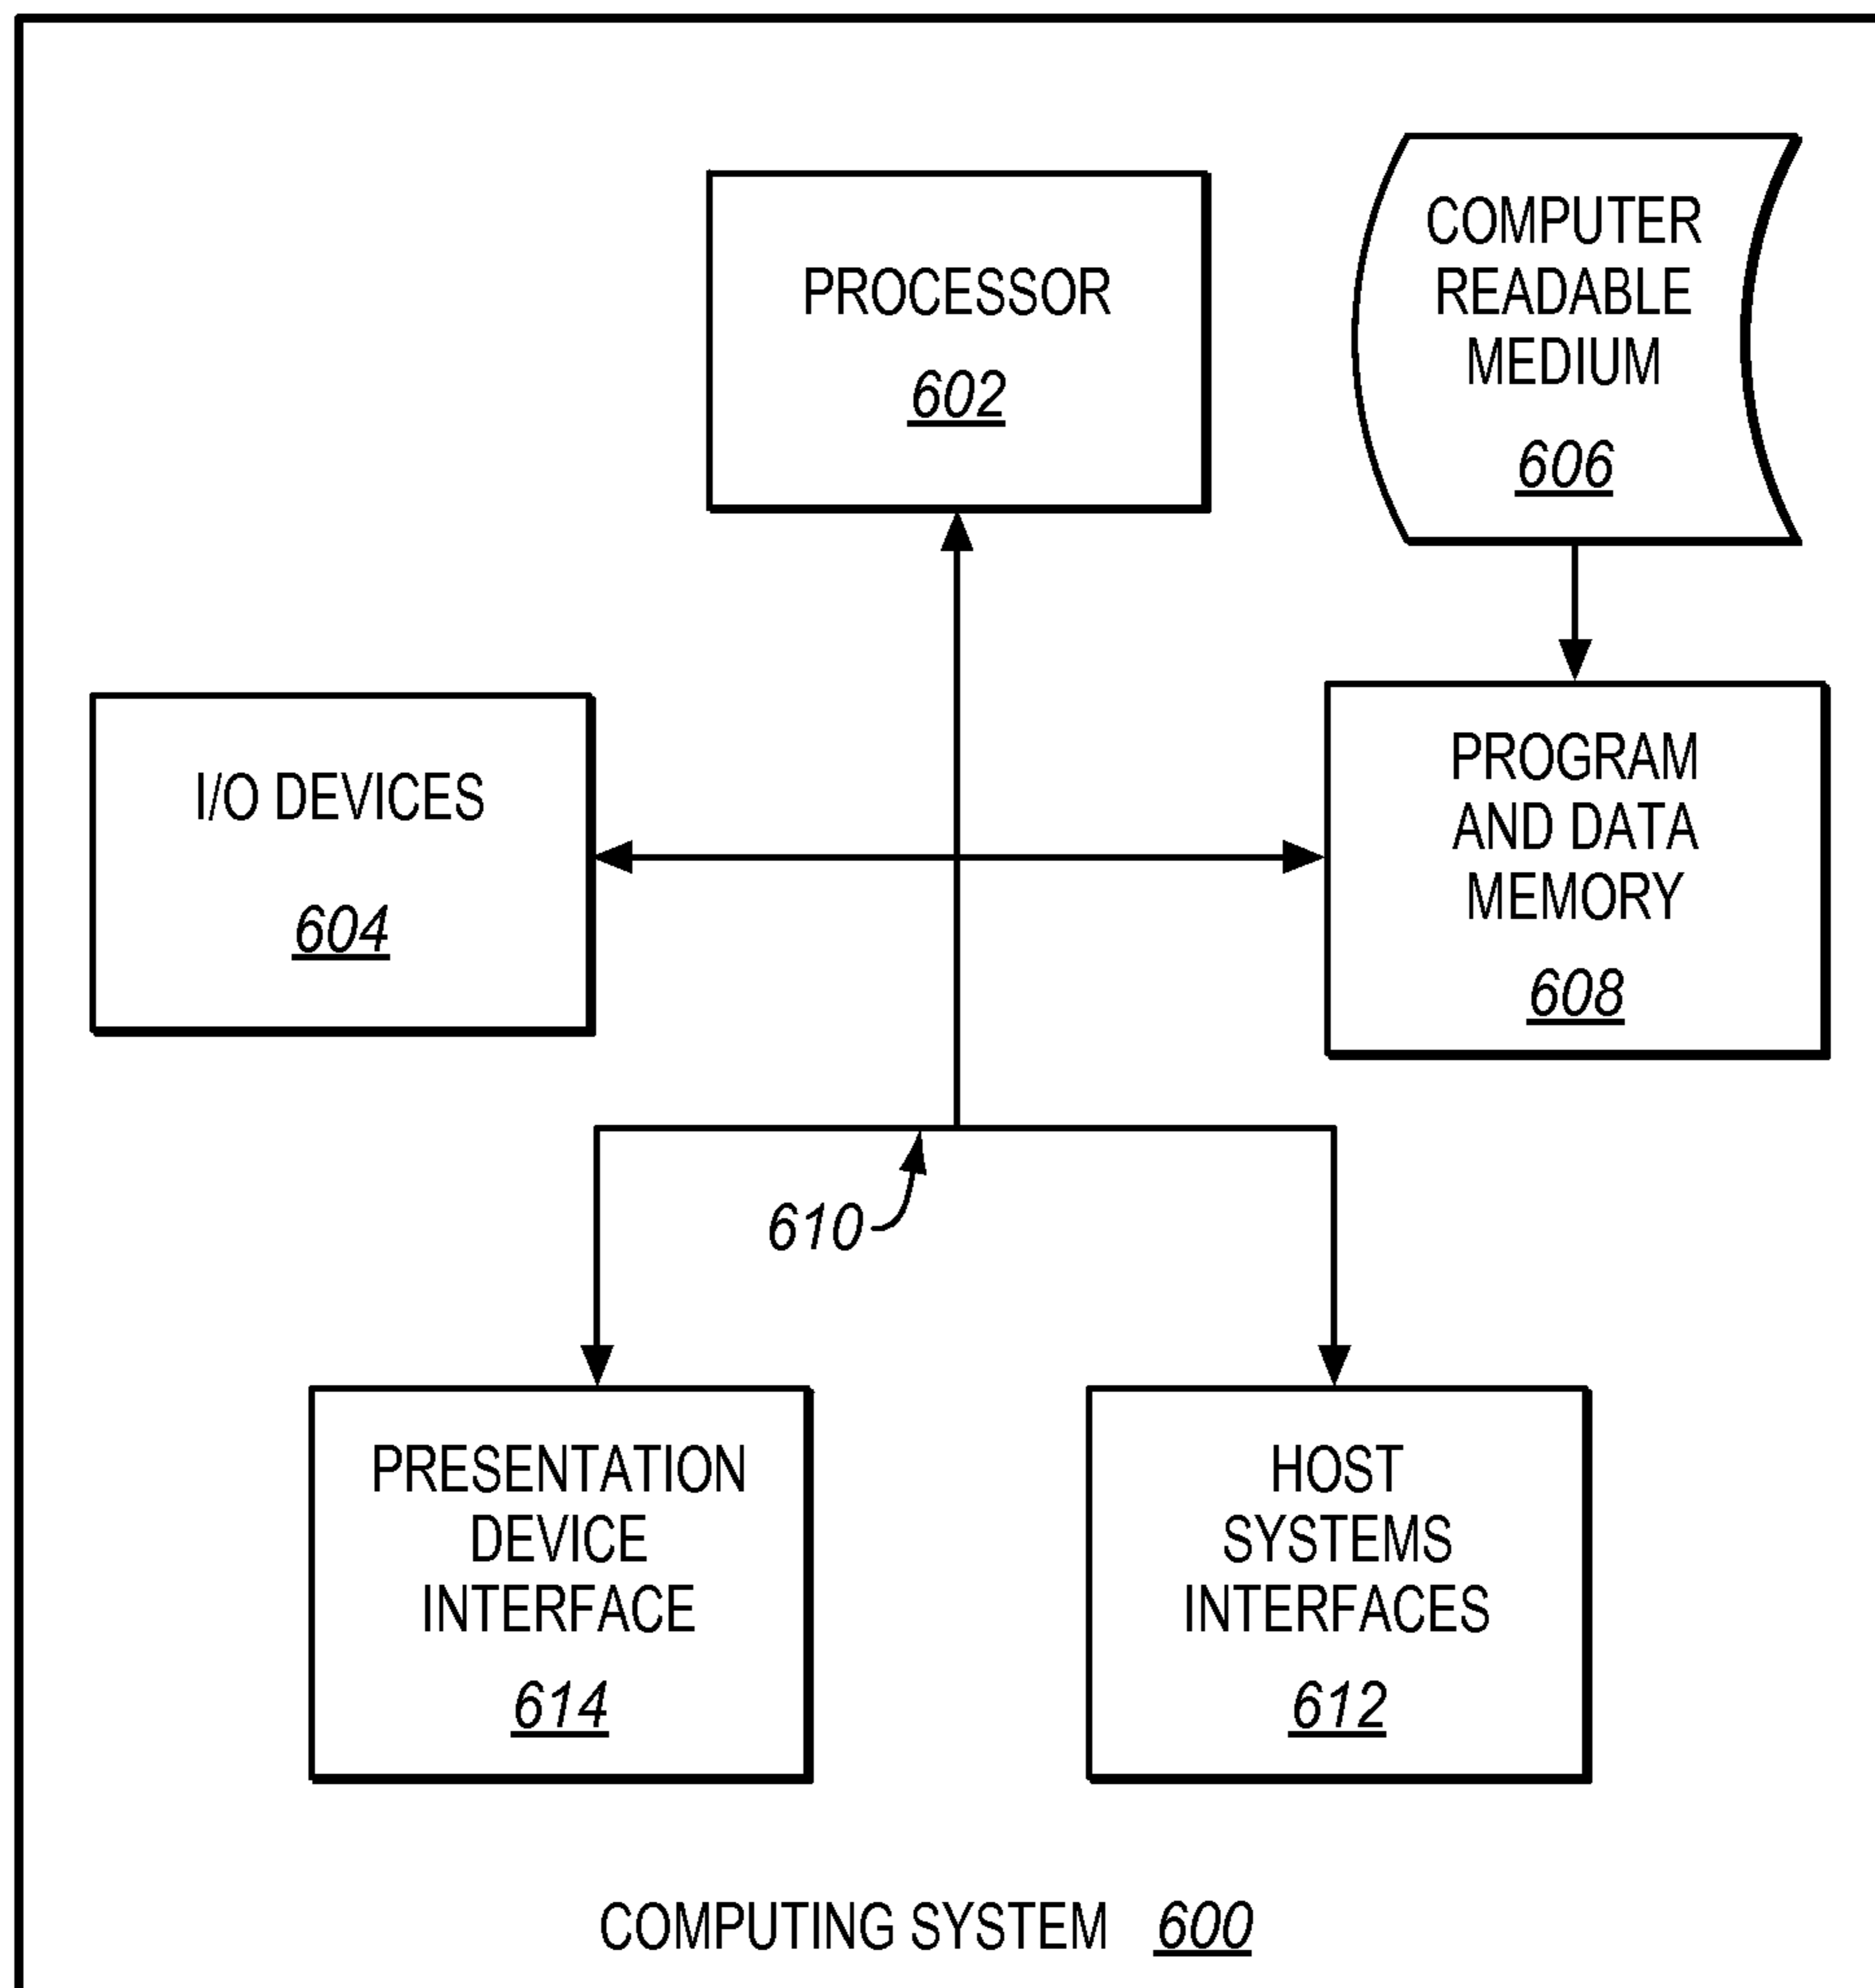 PROCESSOR
602
COMPUTER
READABLE
MEDIUM
606
I/O DEVICES
604
PROGRAM
AND DATA
MEMORY
608
610
PRESENTATION
DEVICE
INTERFACE
614
HOST
SYSTEMS
INTERFACES
612
COMPUTING SYSTEM 600